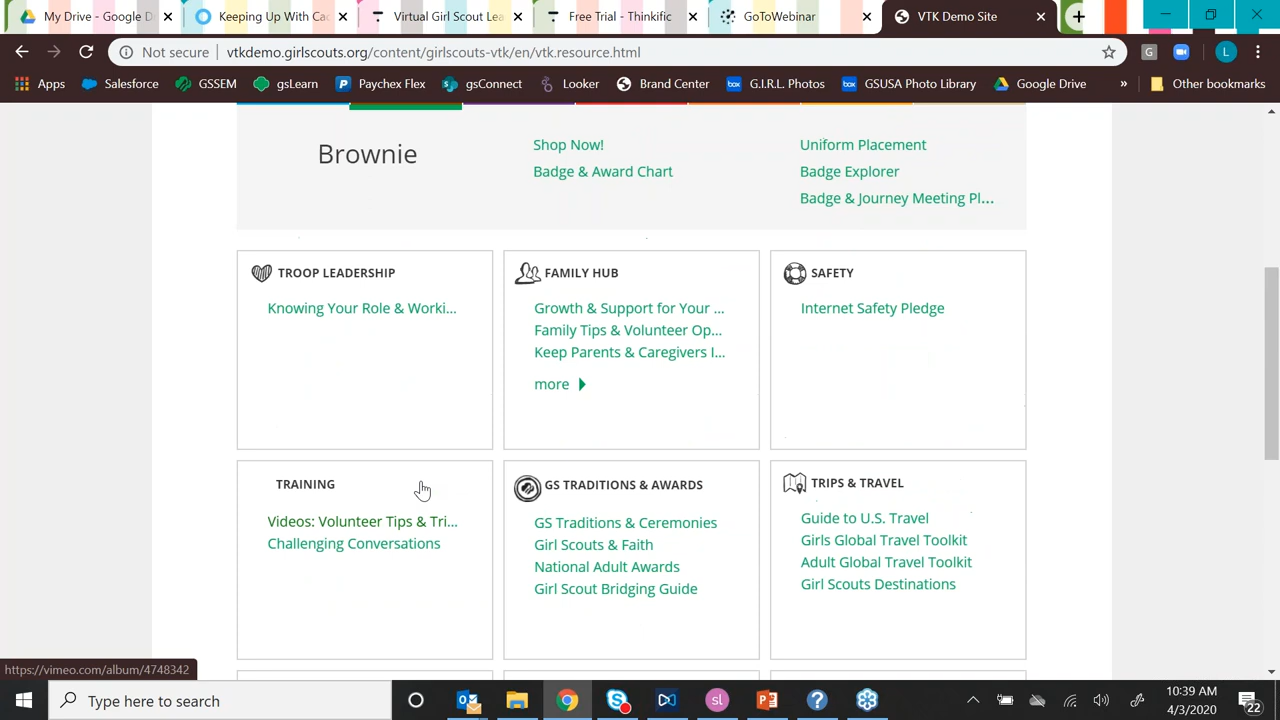 My Drive - Google D
Keeping Up With Cac
Virtual Girl Scout Lea
Free Trial - Thinkific
GoToWebinar
VTK Demo Site
Not secure
vtkdemo.girlscouts.org/content/girlscouts-vtk/en/vtk.resource.html
G
L
Apps
Salesforce
GSSEM
gsLearn
Paychex Flex
gsConnect
Looker
Brand Center
box
G.I.R.L. Photos
box
GSUSA Photo Library
Google Drive
»
Other bookmarks
Brownie
Shop Now!
Badge & Award Chart
Uniform Placement
Badge Explorer
Badge & Journey Meeting Pl...
TROOP LEADERSHIP
Knowing Your Role & Worki...
FAMILY HUB
Growth & Support for Your ...
Family Tips & Volunteer Op...
Keep Parents & Caregivers I...
more
SAFETY
Internet Safety Pledge
TRAINING
Videos: Volunteer Tips & Tri...
Challenging Conversations
GS TRADITIONS & AWARDS
GS Traditions & Ceremonies
Girl Scouts & Faith
National Adult Awards
Girl Scout Bridging Guide
TRIPS & TRAVEL
Guide to U.S. Travel
Girls Global Travel Toolkit
Adult Global Travel Toolkit
Girl Scouts Destinations
https://vimeo.com/album/4748342
Type here to search
sl
10:39 AM
4/3/2020
22